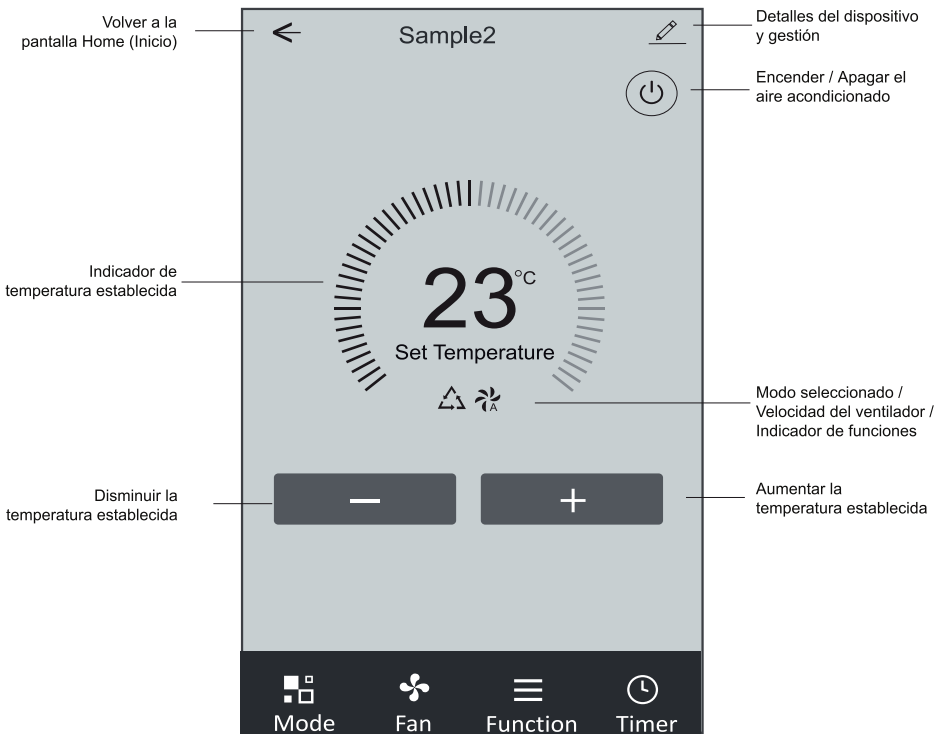 Volver a la
pantalla Home (Inicio)
Sample2
Detalles del dispositivo
y gestión
Encender / Apagar el
aire acondicionado
Indicador de
temperatura establecida
23°C
Set Temperature
A
Modo seleccionado /
Velocidad del ventilador /
Indicador de funciones
Disminuir la
temperatura establecida
−
+
Aumentar la
temperatura establecida
Mode
Fan
Function
Timer